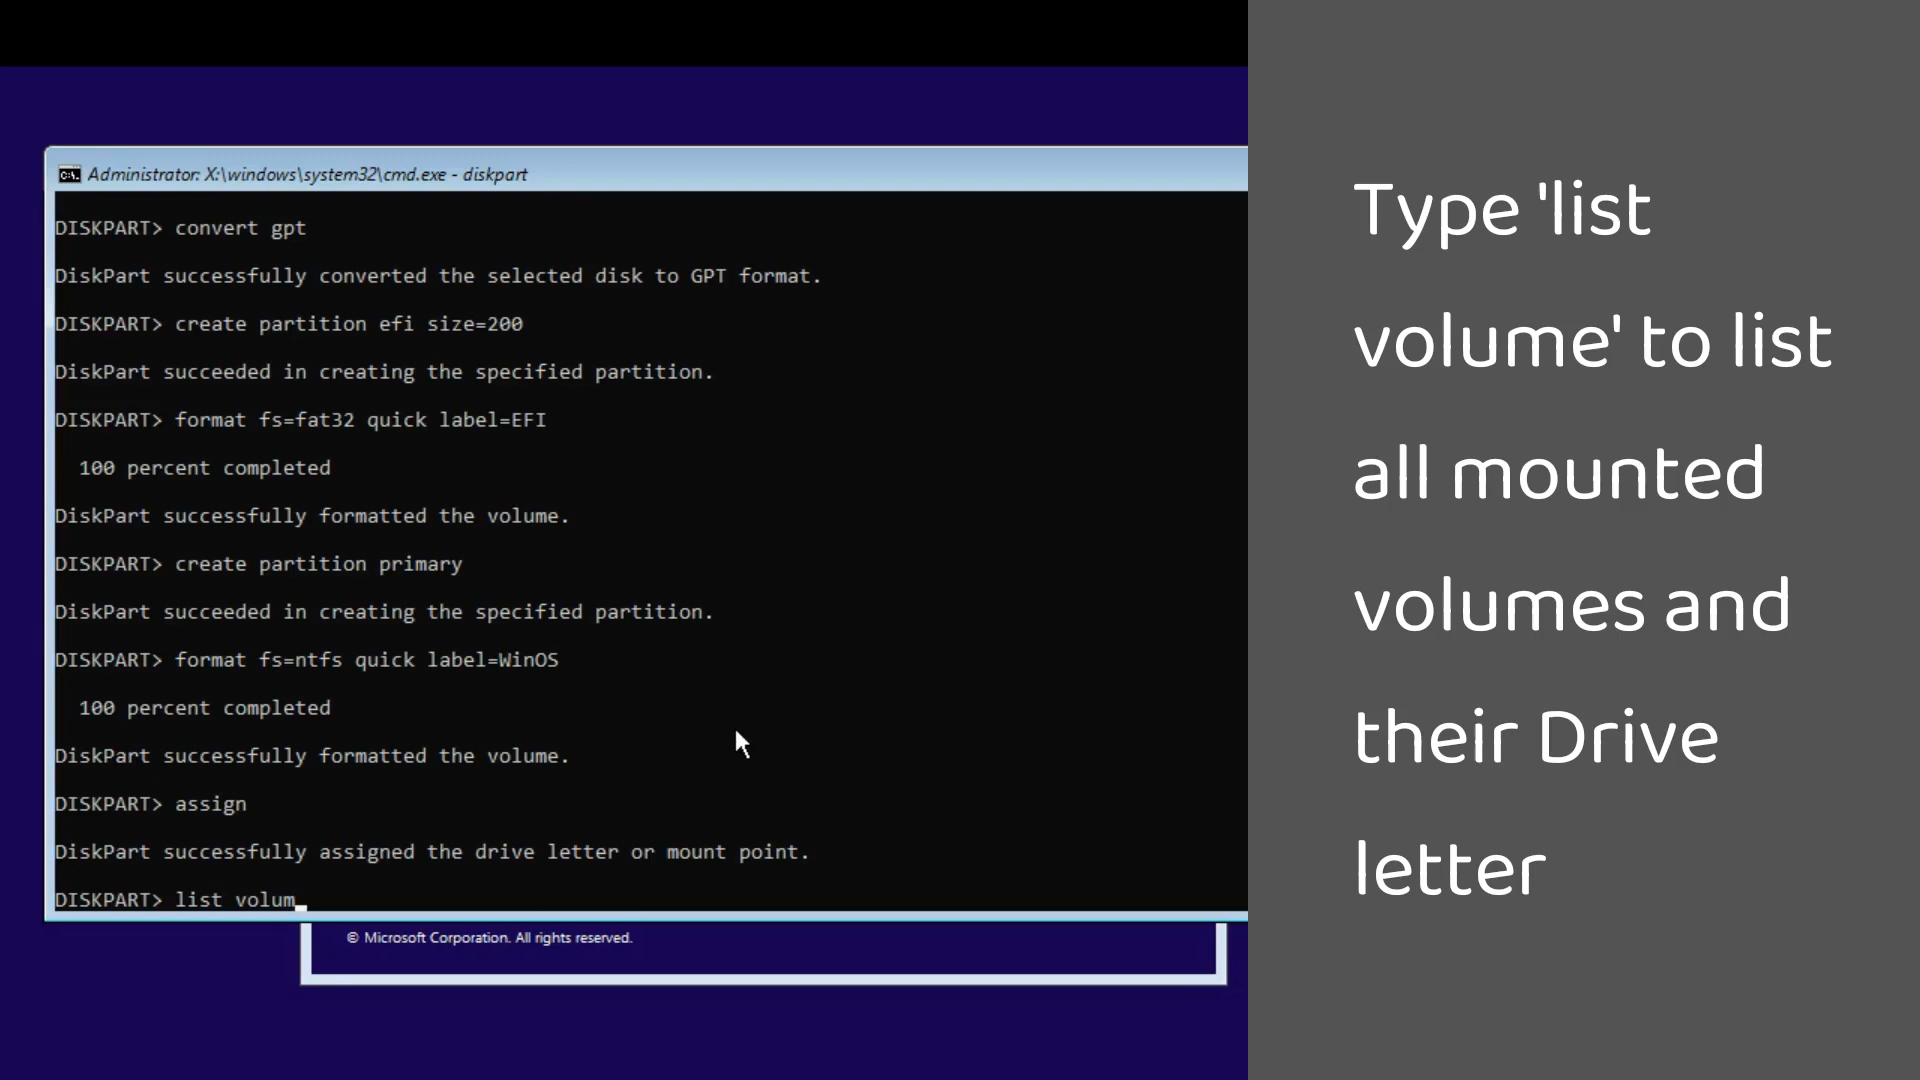 Administrator: X:\windows\system32\cmd.exe - diskpart
DISKPART> convert gpt
DiskPart successfully converted the selected disk to GPT format.
DISKPART> create partition efi size=200
DiskPart succeeded in creating the specified partition.
DISKPART> format fs=fat32 quick label=EFI
100 percent completed
DiskPart successfully formatted the volume.
DISKPART> create partition primary
DiskPart succeeded in creating the specified partition.
DISKPART> format fs=ntfs quick label=WinOS
100 percent completed
DiskPart successfully formatted the volume.
DISKPART> assign
DiskPart successfully assigned the drive letter or mount point.
DISKPART> list volum_
© Microsoft Corporation. All rights reserved.
Type 'list
volume' to list
all mounted
volumes and
their Drive
letter